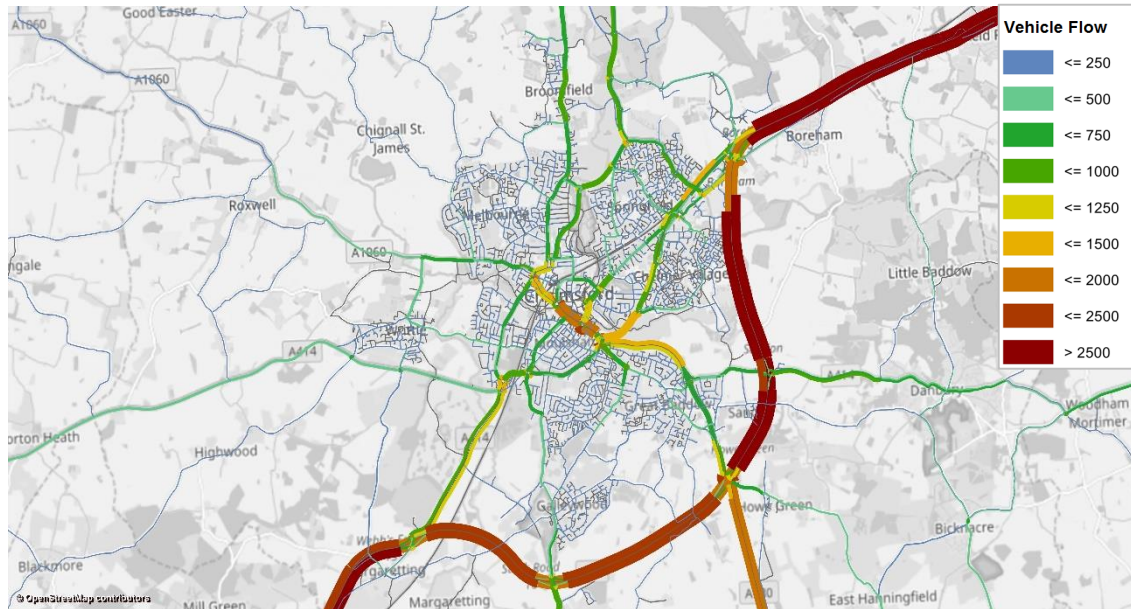 Good Easter
A1060
A1060
Broomfield
Chignall St.
James
Boreham
Roxwell
Melbourne
A1060
Little Baddow
A414
A414
Danbury
Woodham
Mortimer
Highwood
A414
Galleywood
Howe Green
Bicknacre
Blackmore
Margaretting
Mill Green
East Hanningfield
© OpenStreetMap contributors
Vehicle Flow
<= 250
<= 500
<= 750
<= 1000
<= 1250
<= 1500
<= 2000
<= 2500
> 2500